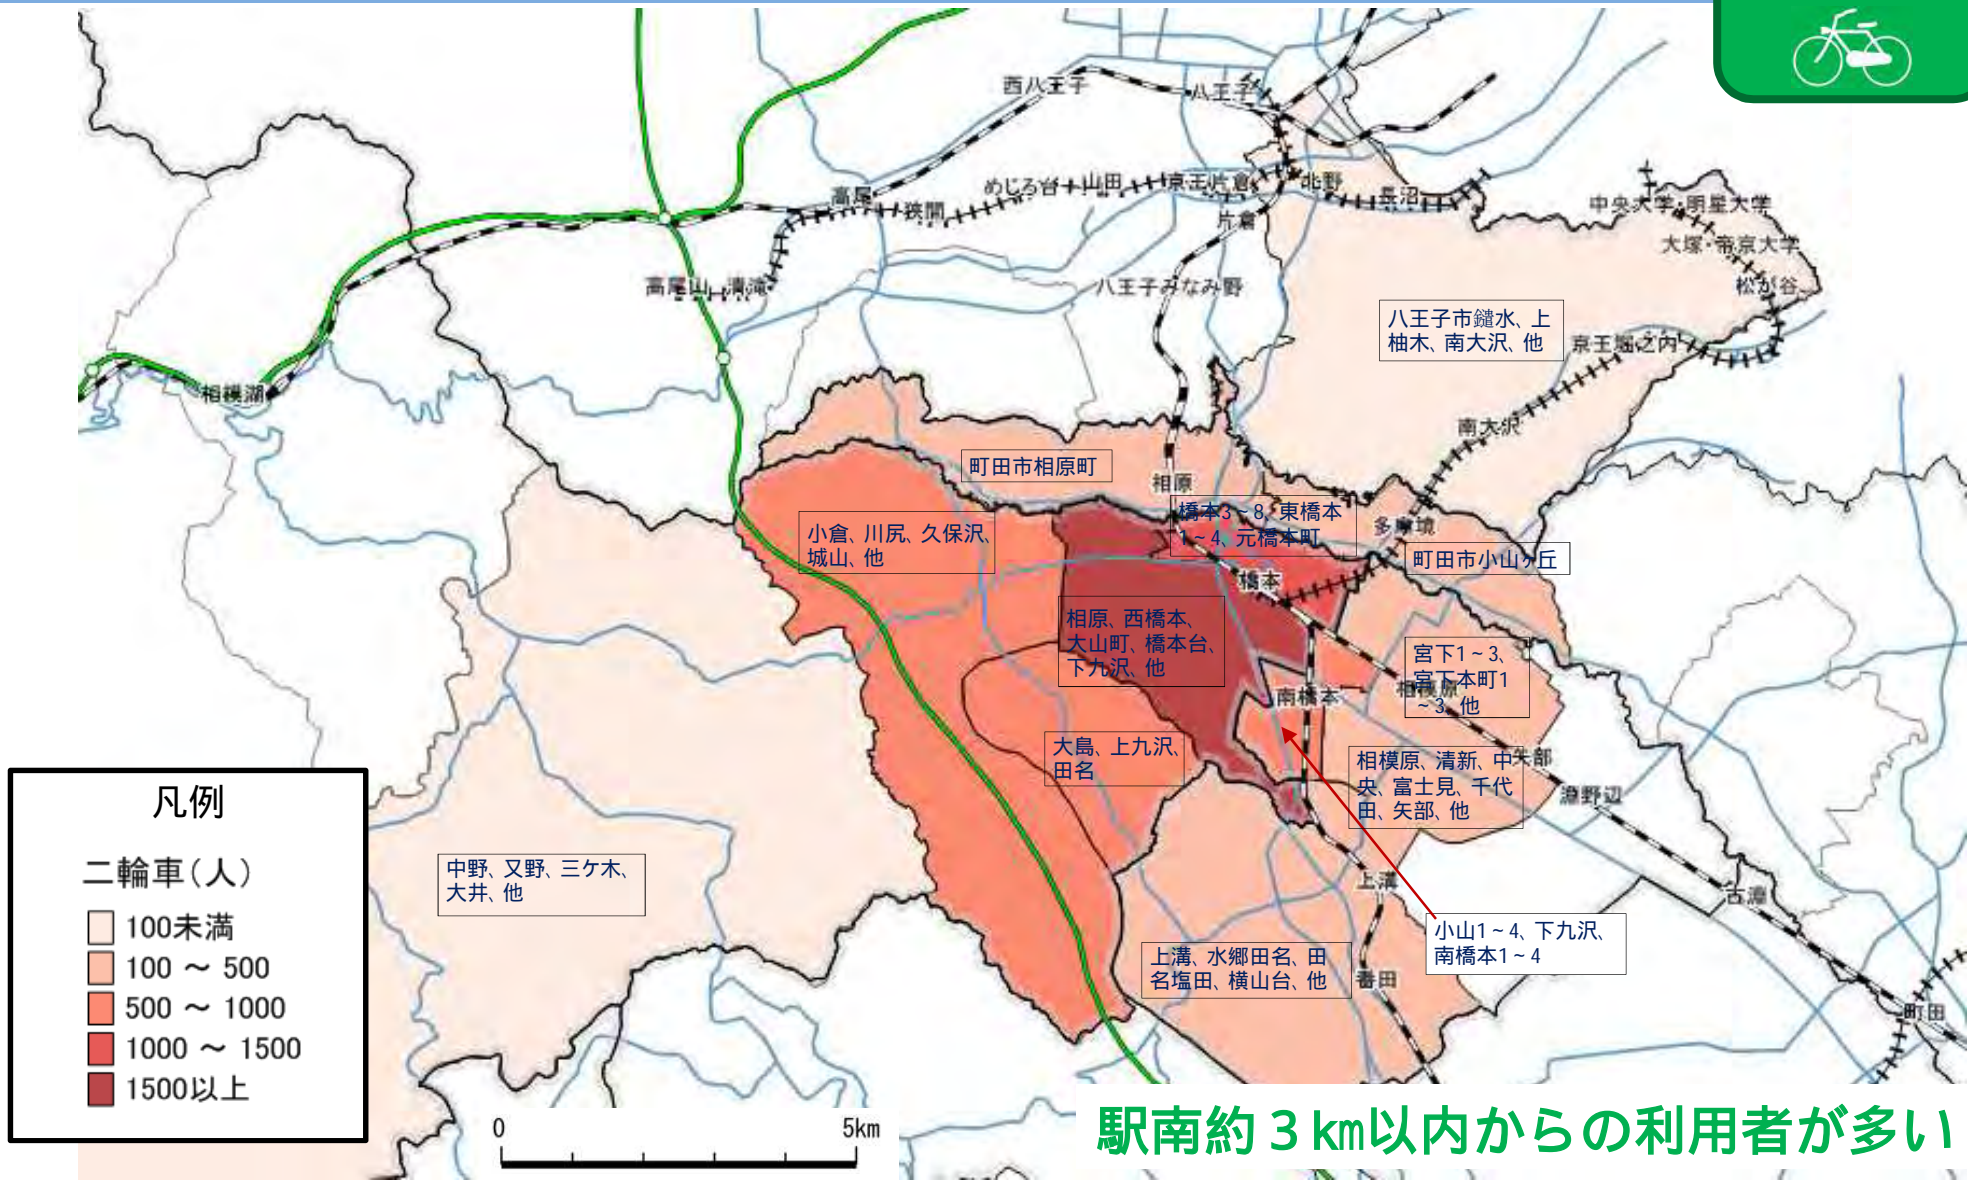 西八王子
八王子
高尾
狭間
めじろ台
山田
京王片倉
北野
長沼
片倉
中央大学・明星大学
大塚・帝京大学
松が谷
高尾山
清滝
八王子みなみ野
八王子市鑓水、上
柚木、南大沢、他
京王堀之内
相模湖
南大沢
町田市相原町
相原
橋本3~8、東橋本
1~4、元橋本町
多摩境
町田市小山ヶ丘
小倉、川尻、久保沢、
城山、他
橋本
相原、西橋本、
大山町、橋本台、
下九沢、他
宮下1~3、
宮下本町1
~3、他
南橋本
相模原
大島、上九沢、
田名
相模原、清新、中
央、富士見、千代
田、矢部、他
矢部
淵野辺
上溝
古淵
中野、又野、三ケ木、
大井、他
小山1~4、下九沢、
南橋本1~4
上溝、水郷田名、田
名塩田、横山台、他
番田
町田
凡例
二輪車(人)
100未満
100 ～ 500
500 ～ 1000
1000 ～ 1500
1500以上
0
5km
駅南約3km以内からの利用者が多い